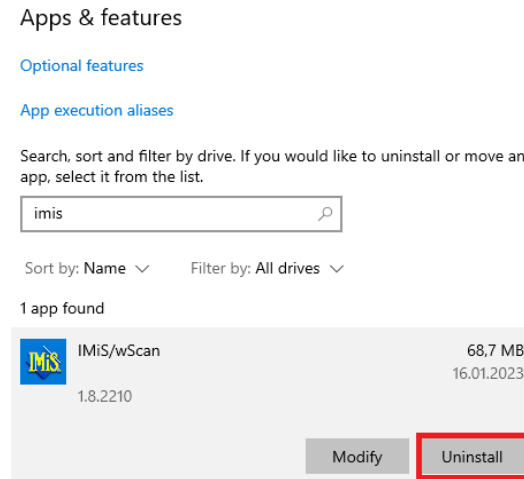 Apps & features
Optional features
App execution aliases
Search, sort and filter by drive. If you would like to uninstall or move an
app, select it from the list.
imis
Sort by: Name Filter by: All drives
1 app found
IMiS
IMiS/wScan 68,7 MB
16.01.2023
1.8.2210
Modify Uninstall